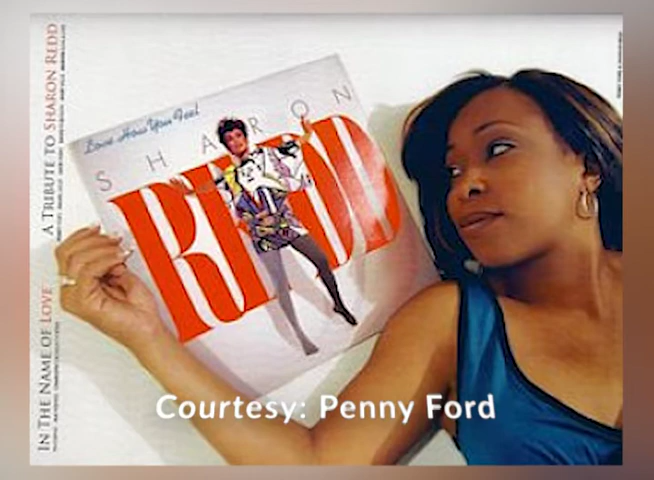 IN THE NAME OF LOVE
A TRIBUTE TO SHARON REDD
Love How You Feel
SHARON
REDD
Courtesy: Penny Ford